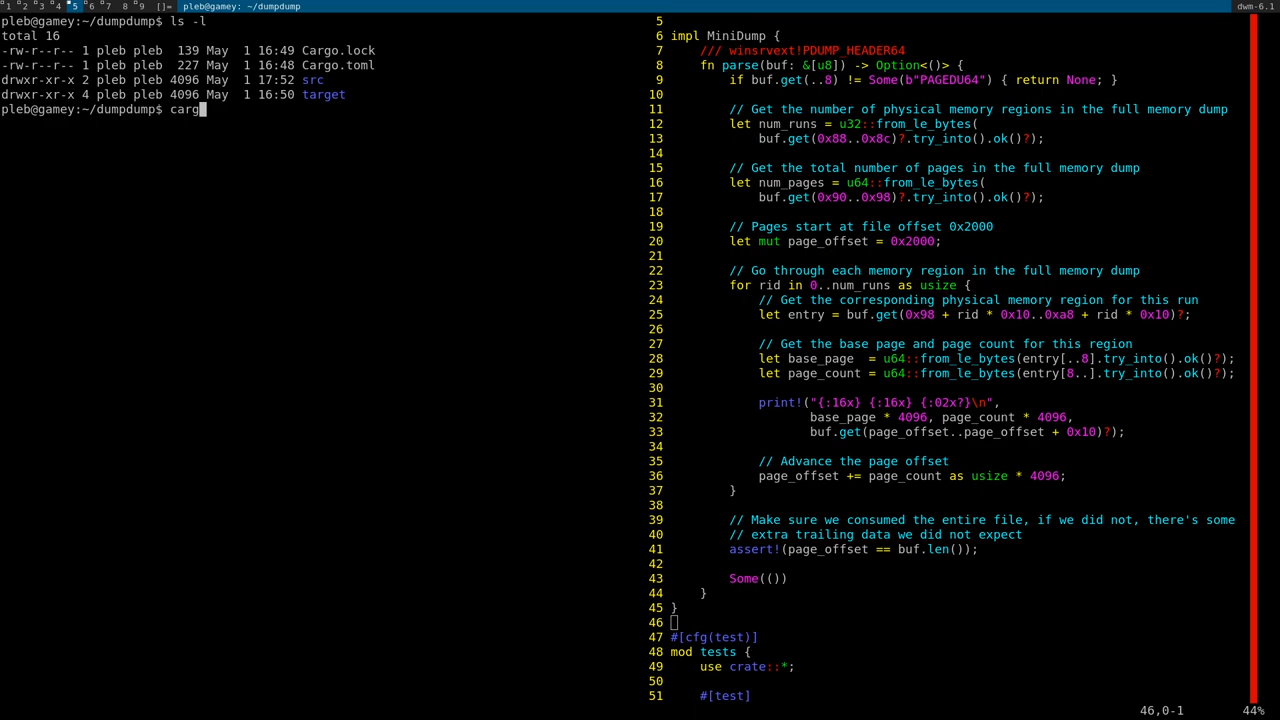 1 2 3 4 5 6 7 8 9 []= pleb@gamey: ~/dumpdump dwm-6.1
pleb@gamey:~/dumpdump$ ls -l
total 16
-rw-r--r-- 1 pleb pleb  139 May  1 16:49 Cargo.lock
-rw-r--r-- 1 pleb pleb  227 May  1 16:48 Cargo.toml
drwxr-xr-x 2 pleb pleb 4096 May  1 17:52 src
drwxr-xr-x 4 pleb pleb 4096 May  1 16:50 target
pleb@gamey:~/dumpdump$ carg
5
6 impl MiniDump {
7     /// winsrvext!PDUMP_HEADER64
8     fn parse(buf: &[u8]) -> Option<()> {
9         if buf.get(..8) != Some(b"PAGEDU64") { return None; }
10
11         // Get the number of physical memory regions in the full memory dump
12         let num_runs = u32::from_le_bytes(
13             buf.get(0x88..0x8c)?.try_into().ok()?);
14
15         // Get the total number of pages in the full memory dump
16         let num_pages = u64::from_le_bytes(
17             buf.get(0x90..0x98)?.try_into().ok()?);
18
19         // Pages start at file offset 0x2000
20         let mut page_offset = 0x2000;
21
22         // Go through each memory region in the full memory dump
23         for rid in 0..num_runs as usize {
24             // Get the corresponding physical memory region for this run
25             let entry = buf.get(0x98 + rid * 0x10..0xa8 + rid * 0x10)?;
26
27             // Get the base page and page count for this region
28             let base_page  = u64::from_le_bytes(entry[..8].try_into().ok()?);
29             let page_count = u64::from_le_bytes(entry[8..].try_into().ok()?);
30
31             print!("{:16x} {:16x} {:02x?}\n",
32                    base_page * 4096, page_count * 4096,
33                    buf.get(page_offset..page_offset + 0x10)?);
34
35             // Advance the page offset
36             page_offset += page_count as usize * 4096;
37         }
38
39         // Make sure we consumed the entire file, if we did not, there's some
40         // extra trailing data we did not expect
41         assert!(page_offset == buf.len());
42
43         Some(())
44     }
45 }
46
47 #[cfg(test)]
48 mod tests {
49     use crate::*;
50
51     #[test]
46,0-1 44%